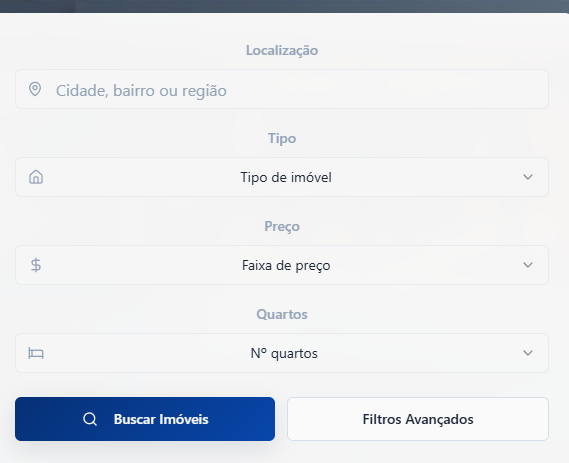 Localização
Cidade, bairro ou região
Tipo
Tipo de imóvel
Preço
Faixa de preço
Quartos
Nº quartos
Buscar Imóveis
Filtros Avançados